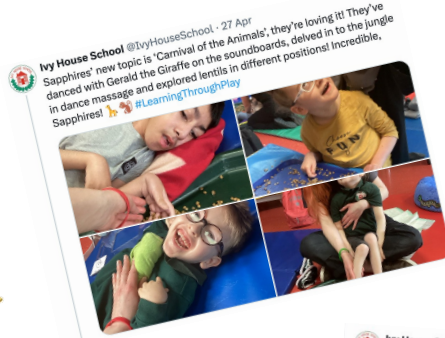 Ivy House School @IvyHouseSchool · 27 Apr
Sapphires' new topic is 'Carnival of the Animals', they're loving it! They've
danced with Gerald the Giraffe on the soundboards, delved in to the jungle
in dance massage and explored lentils in different positions! Incredible,
Sapphires! 🦒🐿️ #LearningThroughPlay
FUN